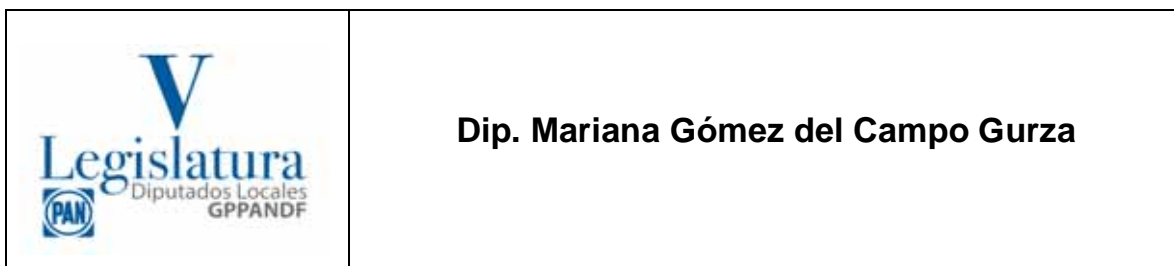 V
Legislatura
Diputados Locales
GPPANDF
PAN
Dip. Mariana Gómez del Campo Gurza